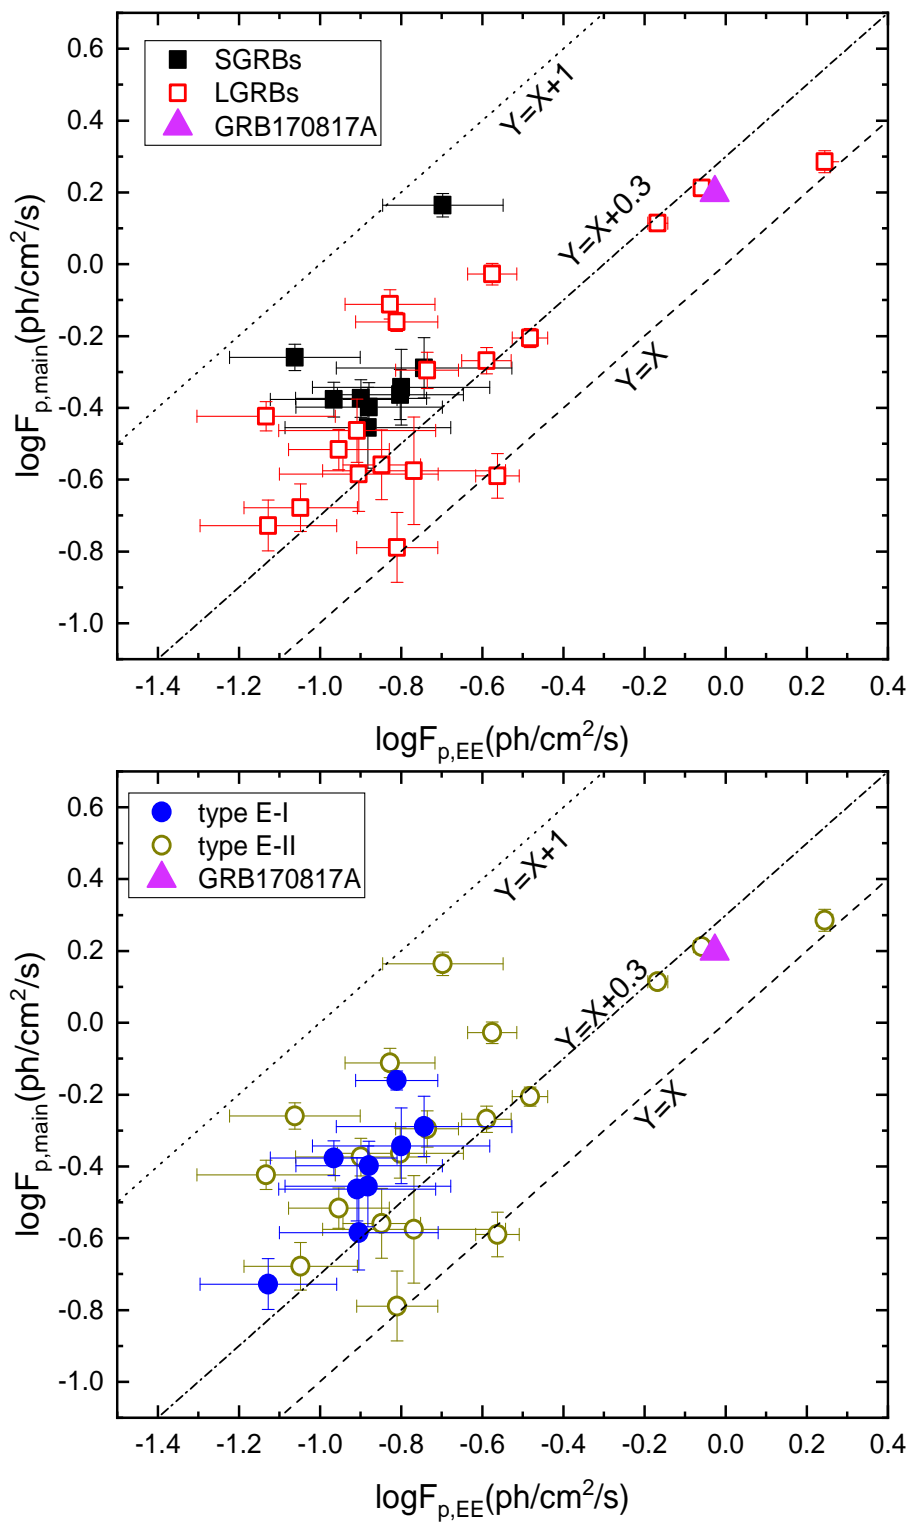 SGRBs
LGRBs
GRB170817A
Y=X+1
Y=X+0.3
Y=X
0.6
0.4
0.2
0.0
-0.2
-0.4
-0.6
-0.8
-1.0
logF_p,main(ph/cm²/s)
-1.4 -1.2 -1.0 -0.8 -0.6 -0.4 -0.2 0.0 0.2 0.4
logF_p,EE(ph/cm²/s)
type E-I
type E-II
GRB170817A
Y=X+1
Y=X+0.3
Y=X
0.6
0.4
0.2
0.0
-0.2
-0.4
-0.6
-0.8
-1.0
logF_p,main(ph/cm²/s)
-1.4 -1.2 -1.0 -0.8 -0.6 -0.4 -0.2 0.0 0.2 0.4
logF_p,EE(ph/cm²/s)